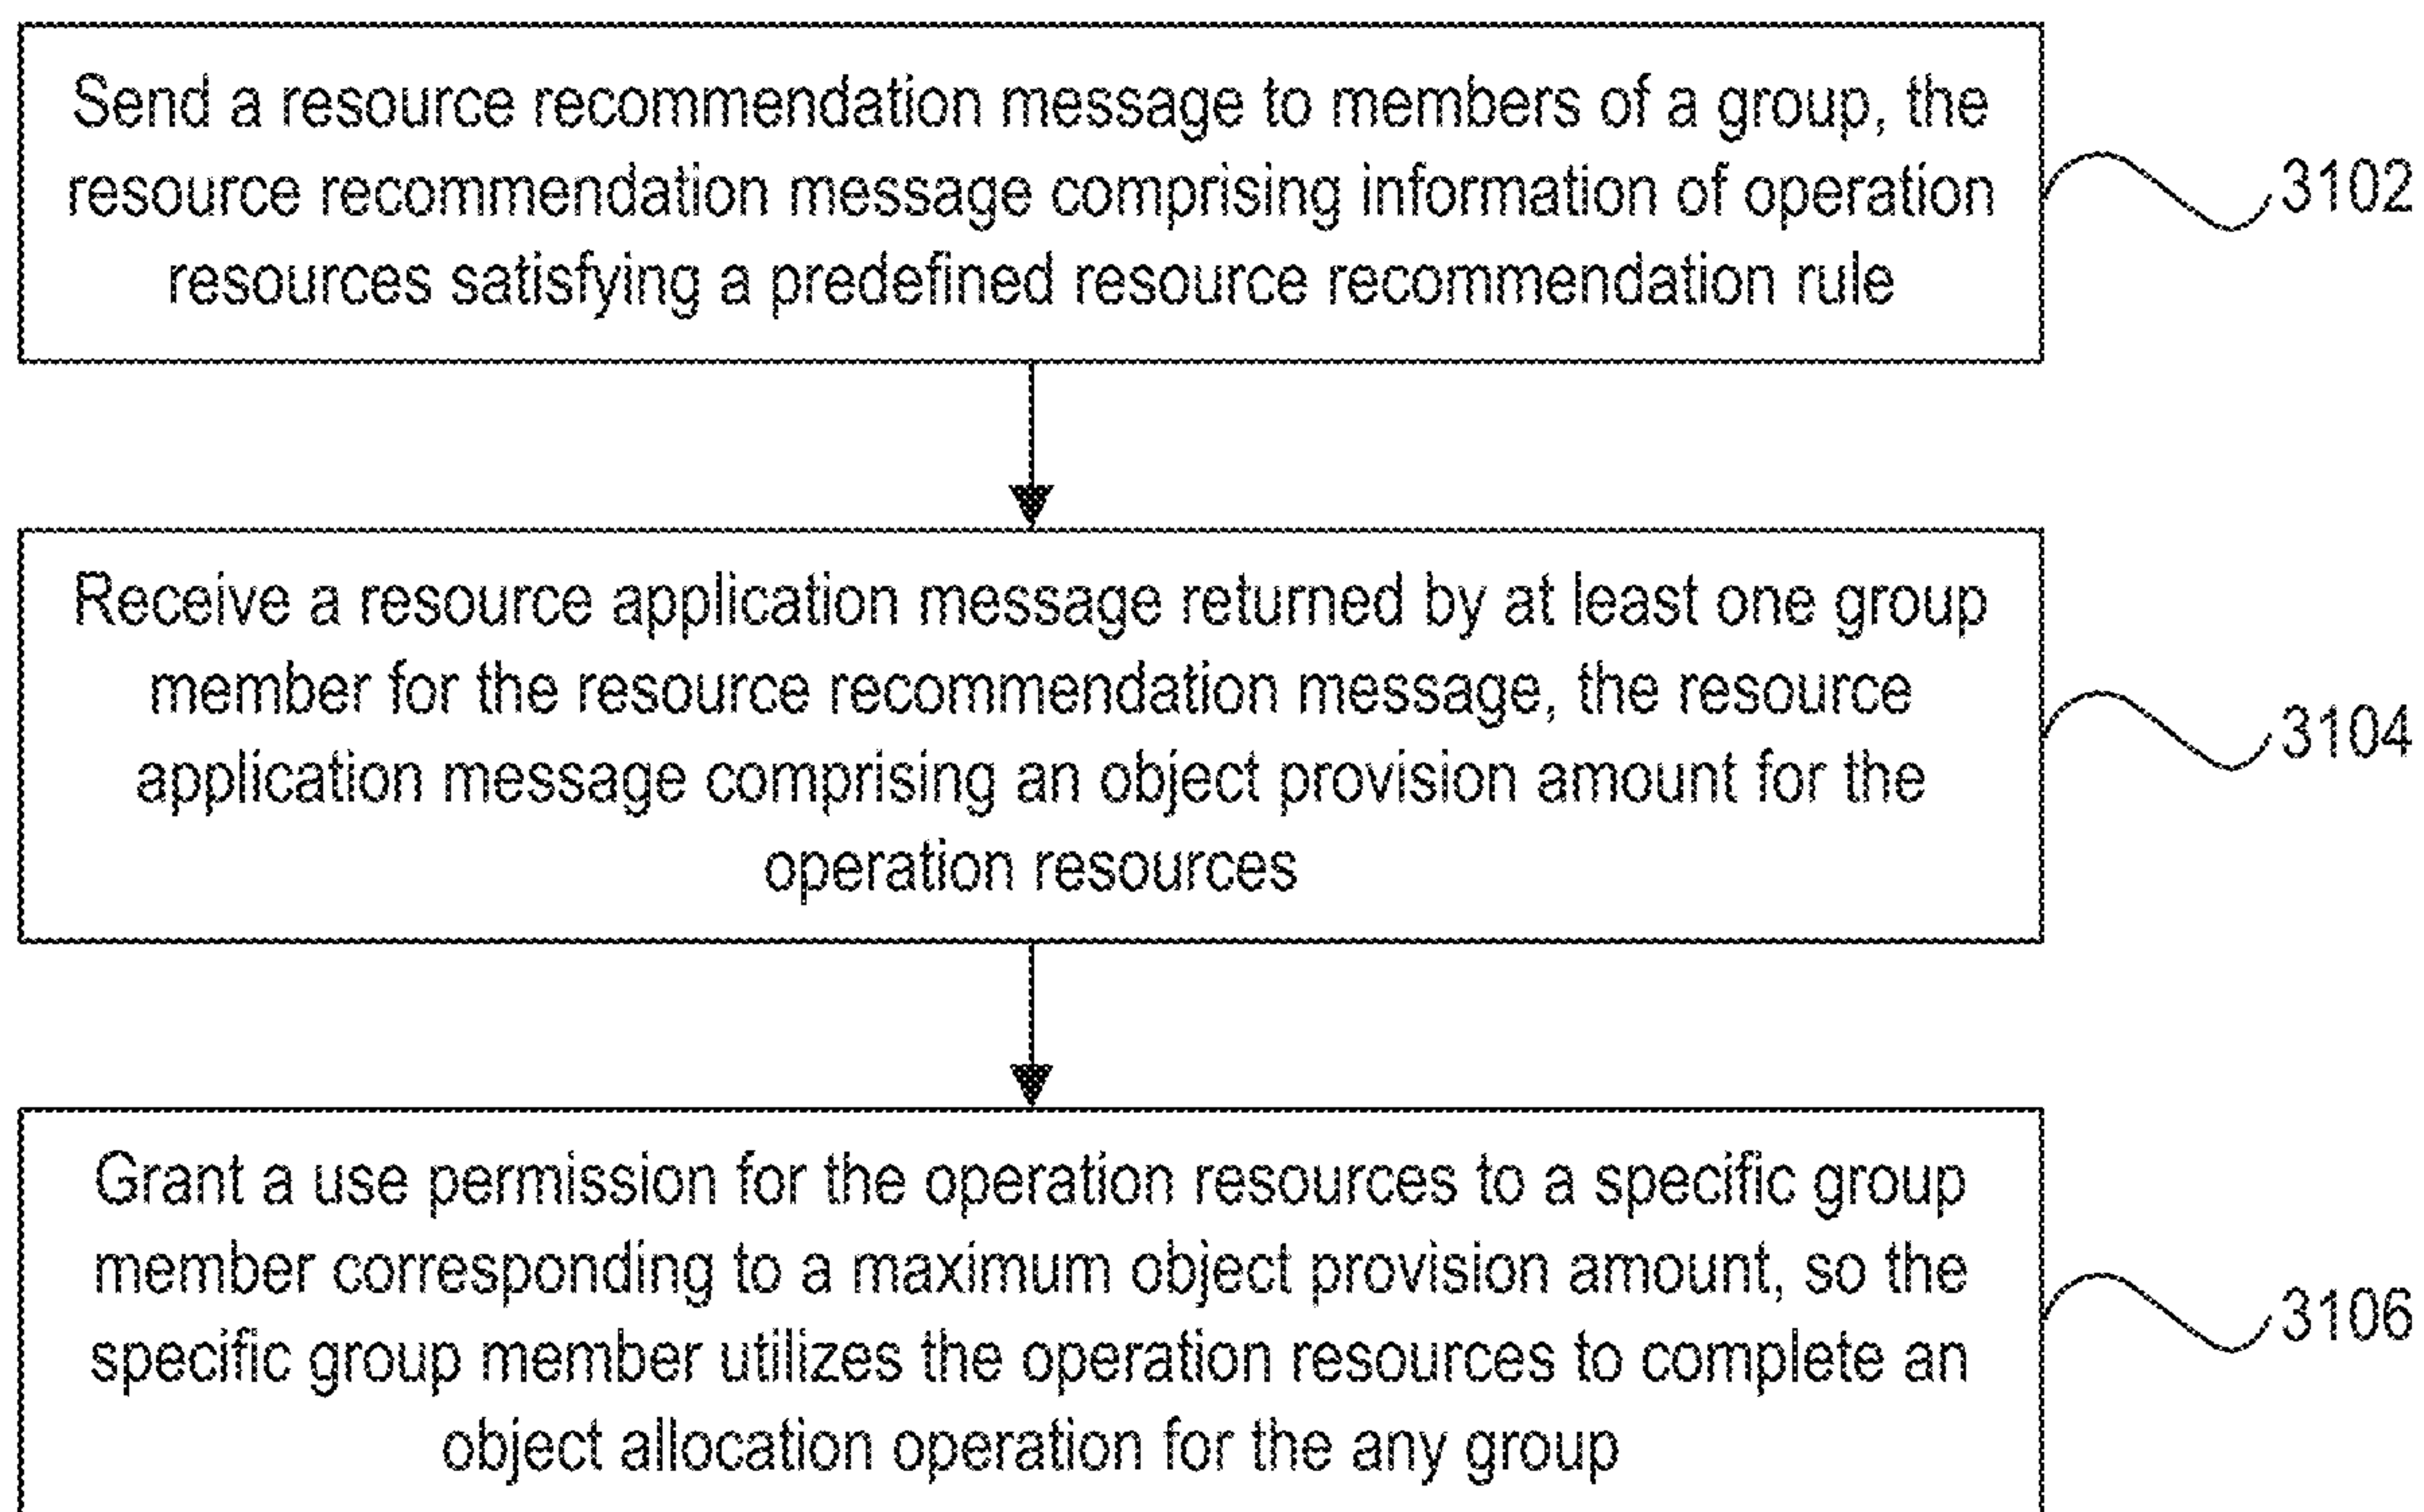 Send a resource recommendation message to members of a group, the
resource recommendation message comprising information of operation
resources satisfying a predefined resource recommendation rule
3102
Receive a resource application message returned by at least one group
member for the resource recommendation message, the resource
application message comprising an object provision amount for the
operation resources
3104
Grant a use permission for the operation resources to a specific group
member corresponding to a maximum object provision amount, so the
specific group member utilizes the operation resources to complete an
object allocation operation for the any group
3106